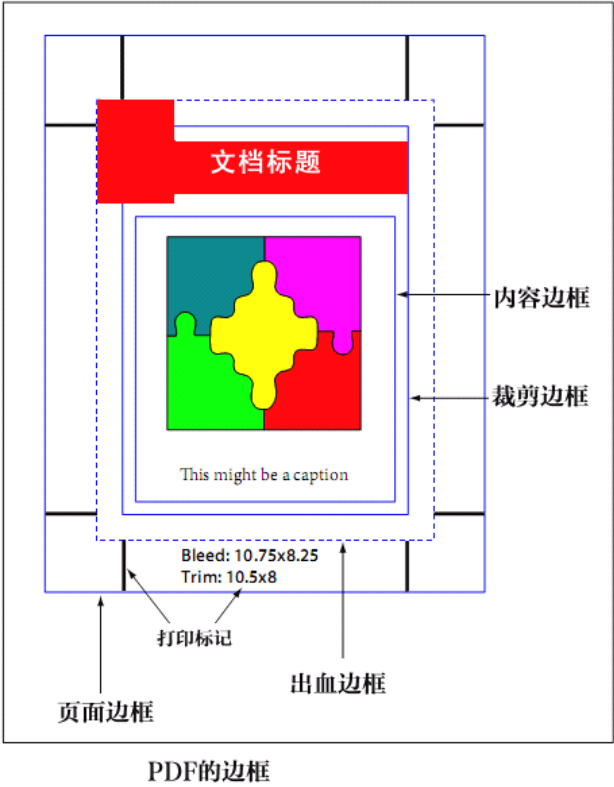 文档标题
内容边框
裁剪边框
This might be a caption
Bleed: 10.75x8.25
Trim: 10.5x8
打印标记
出血边框
页面边框
PDF的边框